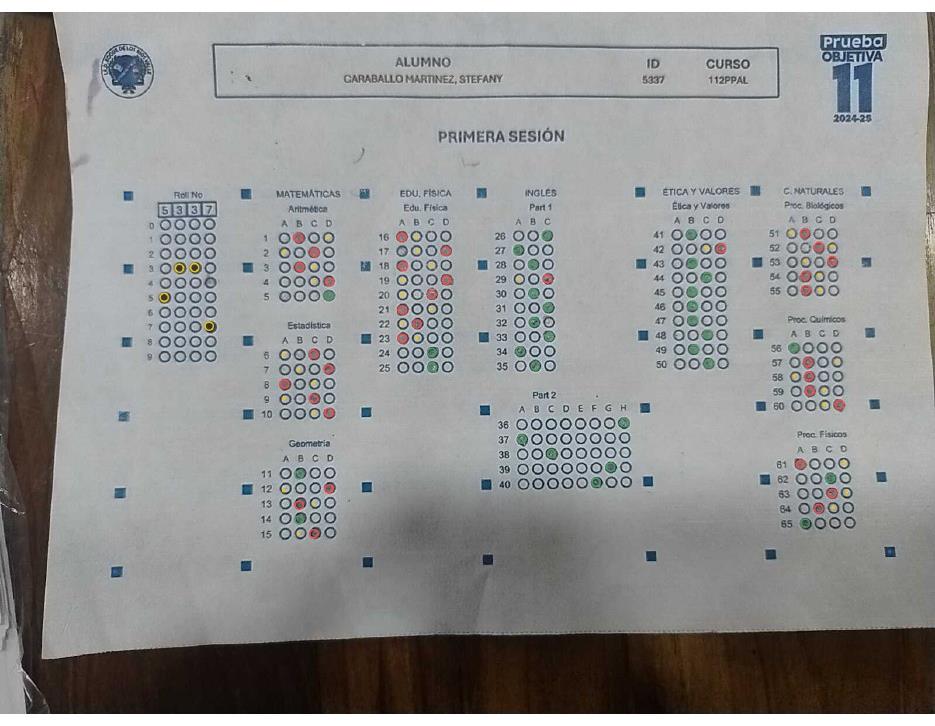 ALUMNO ID CURSO
CARABALLO MARTINEZ, STEFANY 5337 112PPAL
Prueba
OBJETIVA
11
2024-25
PRIMERA SESIÓN
Roll No
5 3 3 7
0
1
2
3
4
5
6
7
8
9
MATEMÁTICAS
Aritmética
A B C D
1
2
3
4
5
Estadística
A B C D
6
7
8
9
10
Geometría
A B C D
11
12
13
14
15
EDU. FÍSICA
Edu. Física
A B C D
16
17
18
19
20
21
22
23
24
25
INGLÉS
Part 1
A B C
26
27
28
29
30
31
32
33
34
35
Part 2
A B C D E F G H
36
37
38
39
40
ÉTICA Y VALORES
Ética y Valores
A B C D
41
42
43
44
45
46
47
48
49
50
C. NATURALES
Proc. Biológicos
A B C D
51
52
53
54
55
Proc. Químicos
A B C D
56
57
58
59
60
Proc. Físicos
A B C D
61
62
63
64
65